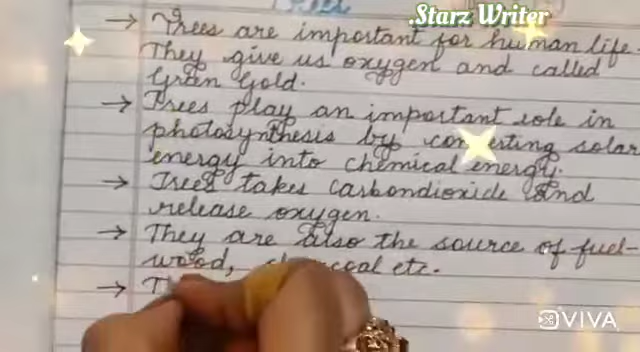 Trees
.Starz Writer
→ Trees are important for human life.
They give us oxygen and called
Green Gold.
→ Trees play an important role in
photosynthesis by converting solar
energy into chemical energy.
→ Trees takes carbondioxide and
release oxygen.
→ They are also the source of fuel-
wood, charcoal etc.
→ T
VIVA